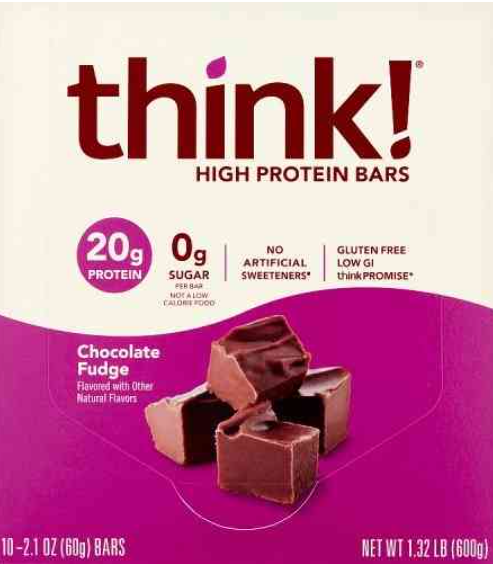 think!®
HIGH PROTEIN BARS
20g
PROTEIN
0g
SUGAR
PER BAR
NOT A LOW
CALORIE FOOD
NO
ARTIFICIAL
SWEETENERS*
GLUTEN FREE
LOW GI
thinkPROMISE*
Chocolate
Fudge
Flavored with Other
Natural Flavors
10-2.1 OZ (60g) BARS
NET WT 1.32 LB (600g)